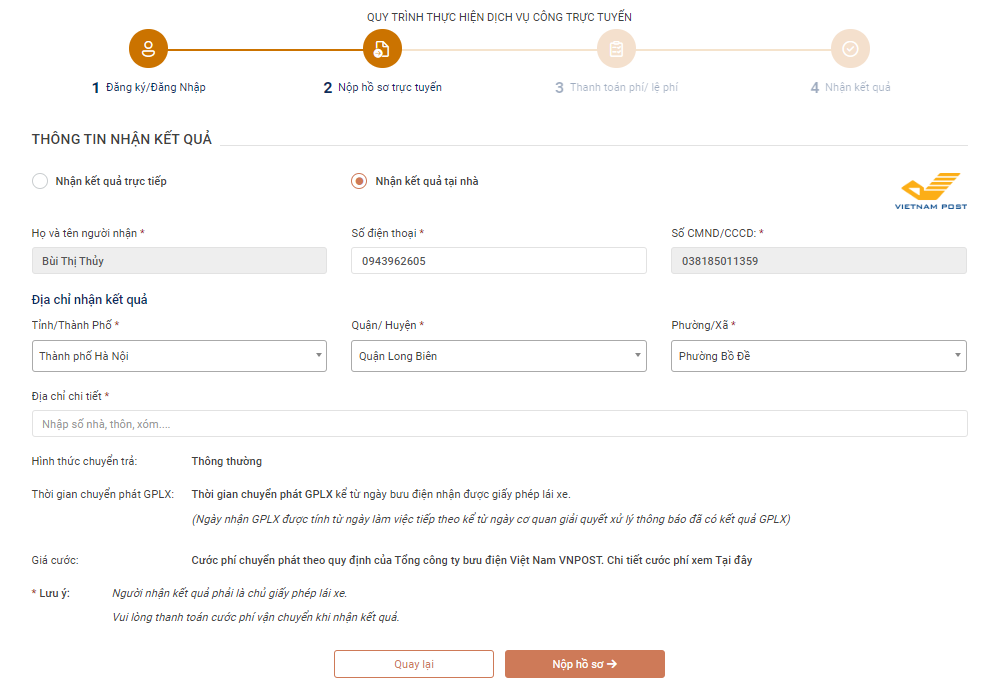 QUY TRÌNH THỰC HIỆN DỊCH VỤ CÔNG TRỰC TUYẾN
1 Đăng ký/Đăng Nhập 2 Nộp hồ sơ trực tuyến 3 Thanh toán phí/ lệ phí 4 Nhận kết quả
THÔNG TIN NHẬN KẾT QUẢ
Nhận kết quả trực tiếp Nhận kết quả tại nhà
VIETNAM POST
Họ và tên người nhận * Số điện thoại * Số CMND/CCCD: *
Bùi Thị Thủy 0943962605 038185011359
Địa chỉ nhận kết quả
Tỉnh/Thành Phố * Quận/ Huyện * Phường/Xã *
Thành phố Hà Nội Quận Long Biên Phường Bồ Đề
Địa chỉ chi tiết *
Nhập số nhà, thôn, xóm....
Hình thức chuyển trả: Thông thường
Thời gian chuyển phát GPLX: Thời gian chuyển phát GPLX kể từ ngày bưu điện nhận được giấy phép lái xe.
(Ngày nhận GPLX được tính từ ngày làm việc tiếp theo kể từ ngày cơ quan giải quyết xử lý thông báo đã có kết quả GPLX)
Giá cước: Cước phí chuyển phát theo quy định của Tổng công ty bưu điện Việt Nam VNPOST. Chi tiết cước phí xem Tại đây
* Lưu ý: Người nhận kết quả phải là chủ giấy phép lái xe.
Vui lòng thanh toán cước phí vận chuyển khi nhận kết quả.
Quay lại Nộp hồ sơ →